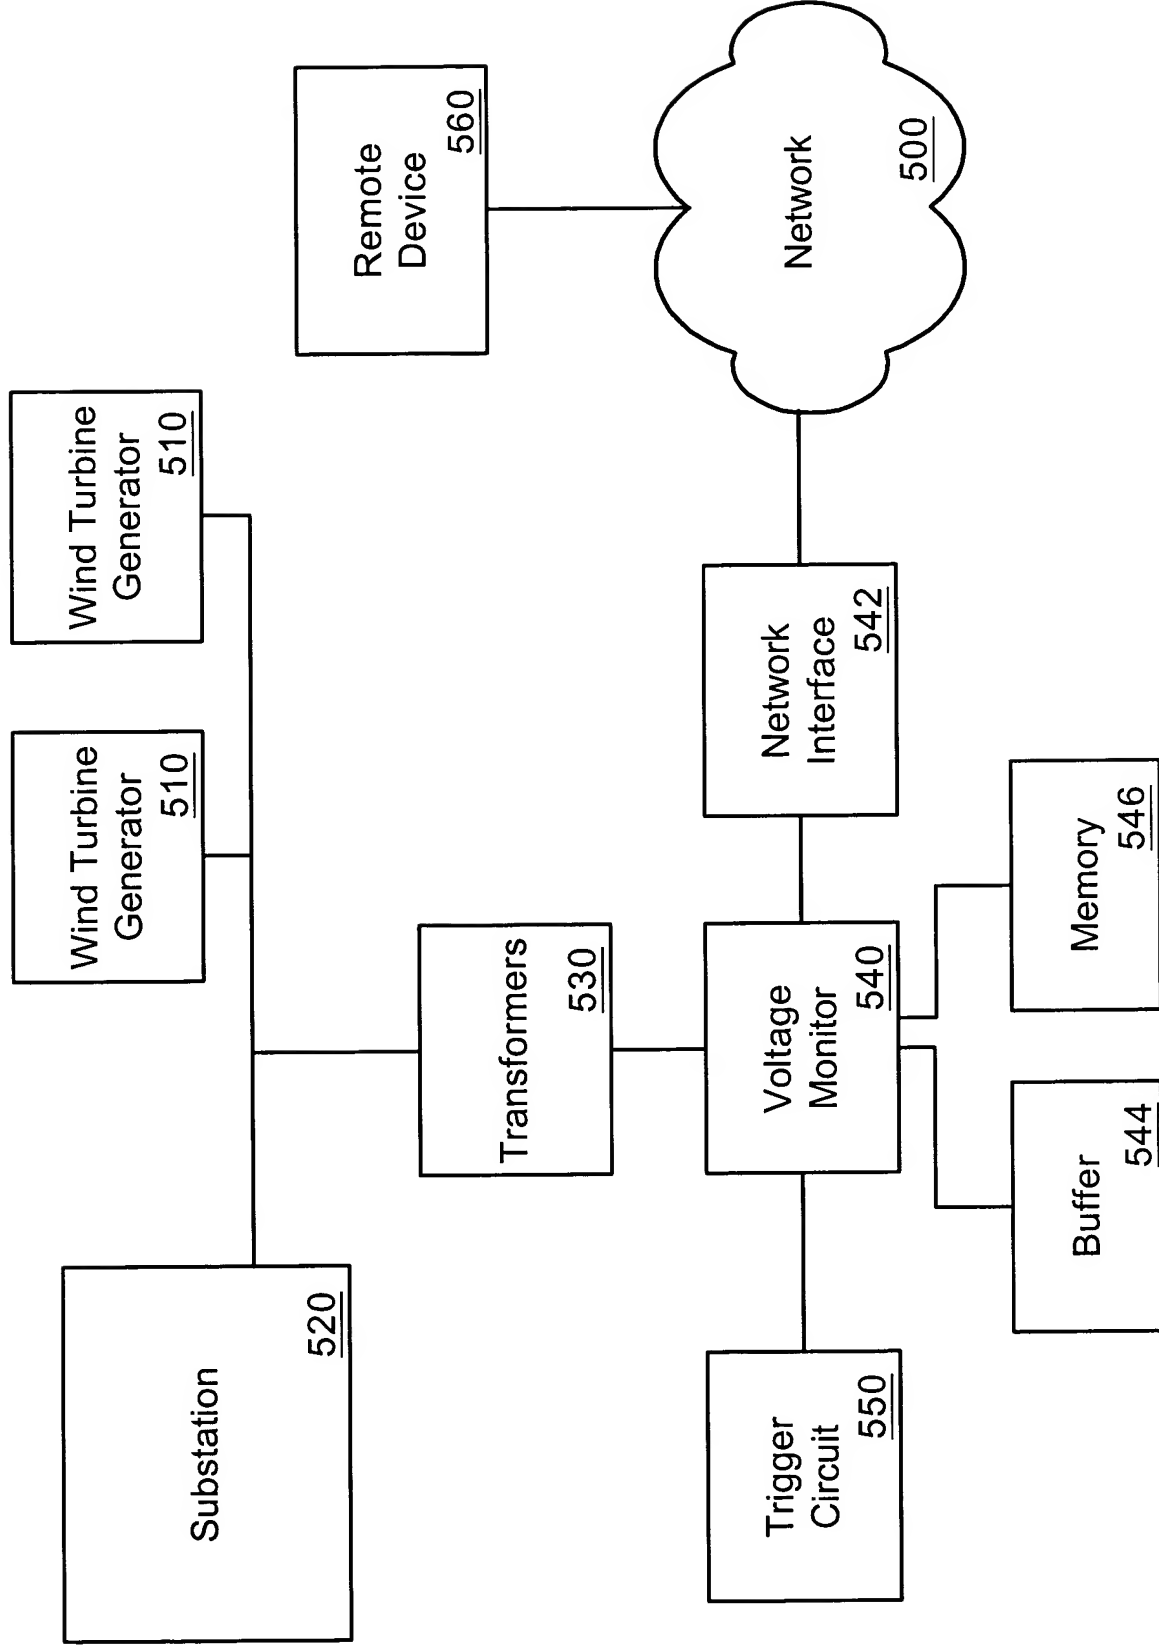 Substation
520
Wind Turbine
Generator
510
Wind Turbine
Generator
510
Transformers
530
Remote
Device
560
Trigger
Circuit
550
Voltage
Monitor
540
Network
Interface
542
Network
500
Buffer
544
Memory
546